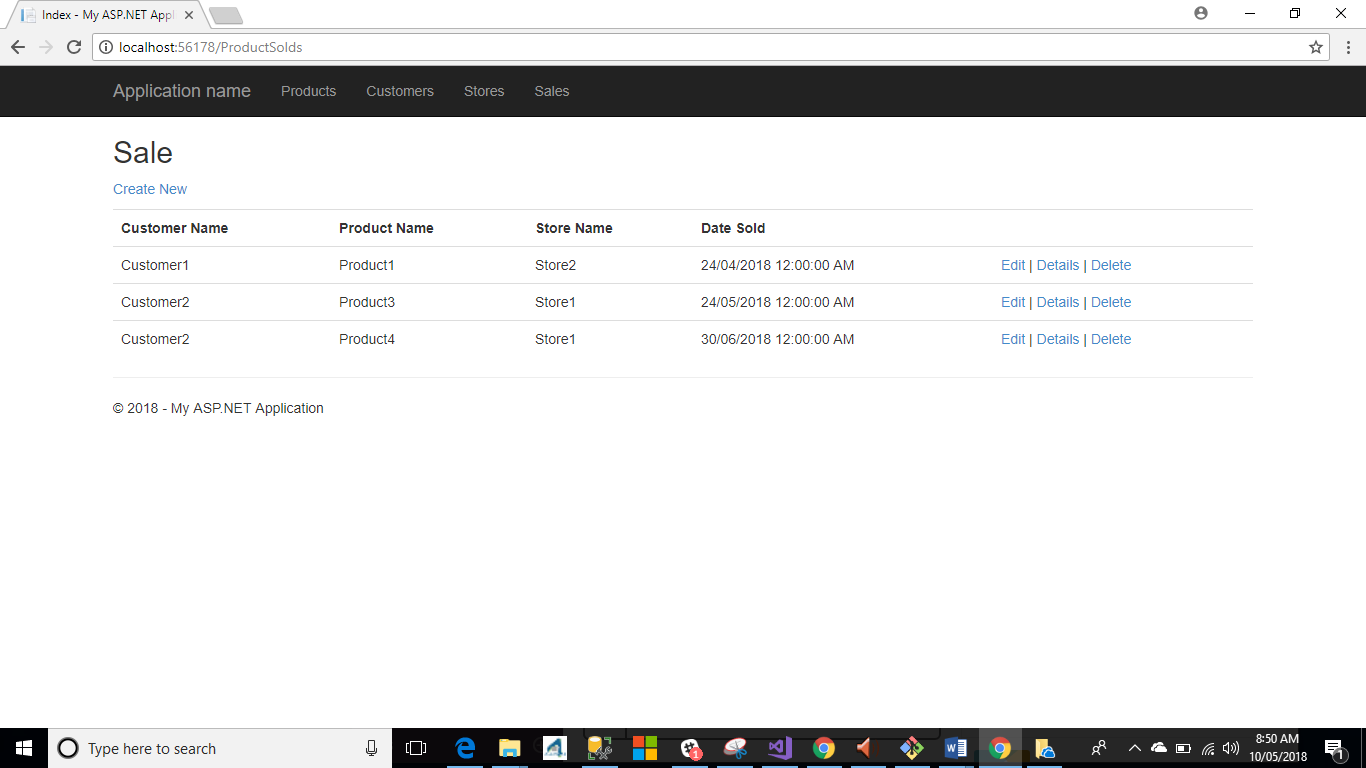 Index - My ASP.NET Appl
localhost:56178/ProductSolds
Application name Products Customers Stores Sales
Sale
Create New
Customer Name Product Name Store Name Date Sold
Customer1 Product1 Store2 24/04/2018 12:00:00 AM Edit | Details | Delete
Customer2 Product3 Store1 24/05/2018 12:00:00 AM Edit | Details | Delete
Customer2 Product4 Store1 30/06/2018 12:00:00 AM Edit | Details | Delete
© 2018 - My ASP.NET Application
Type here to search
1
8:50 AM
10/05/2018
1